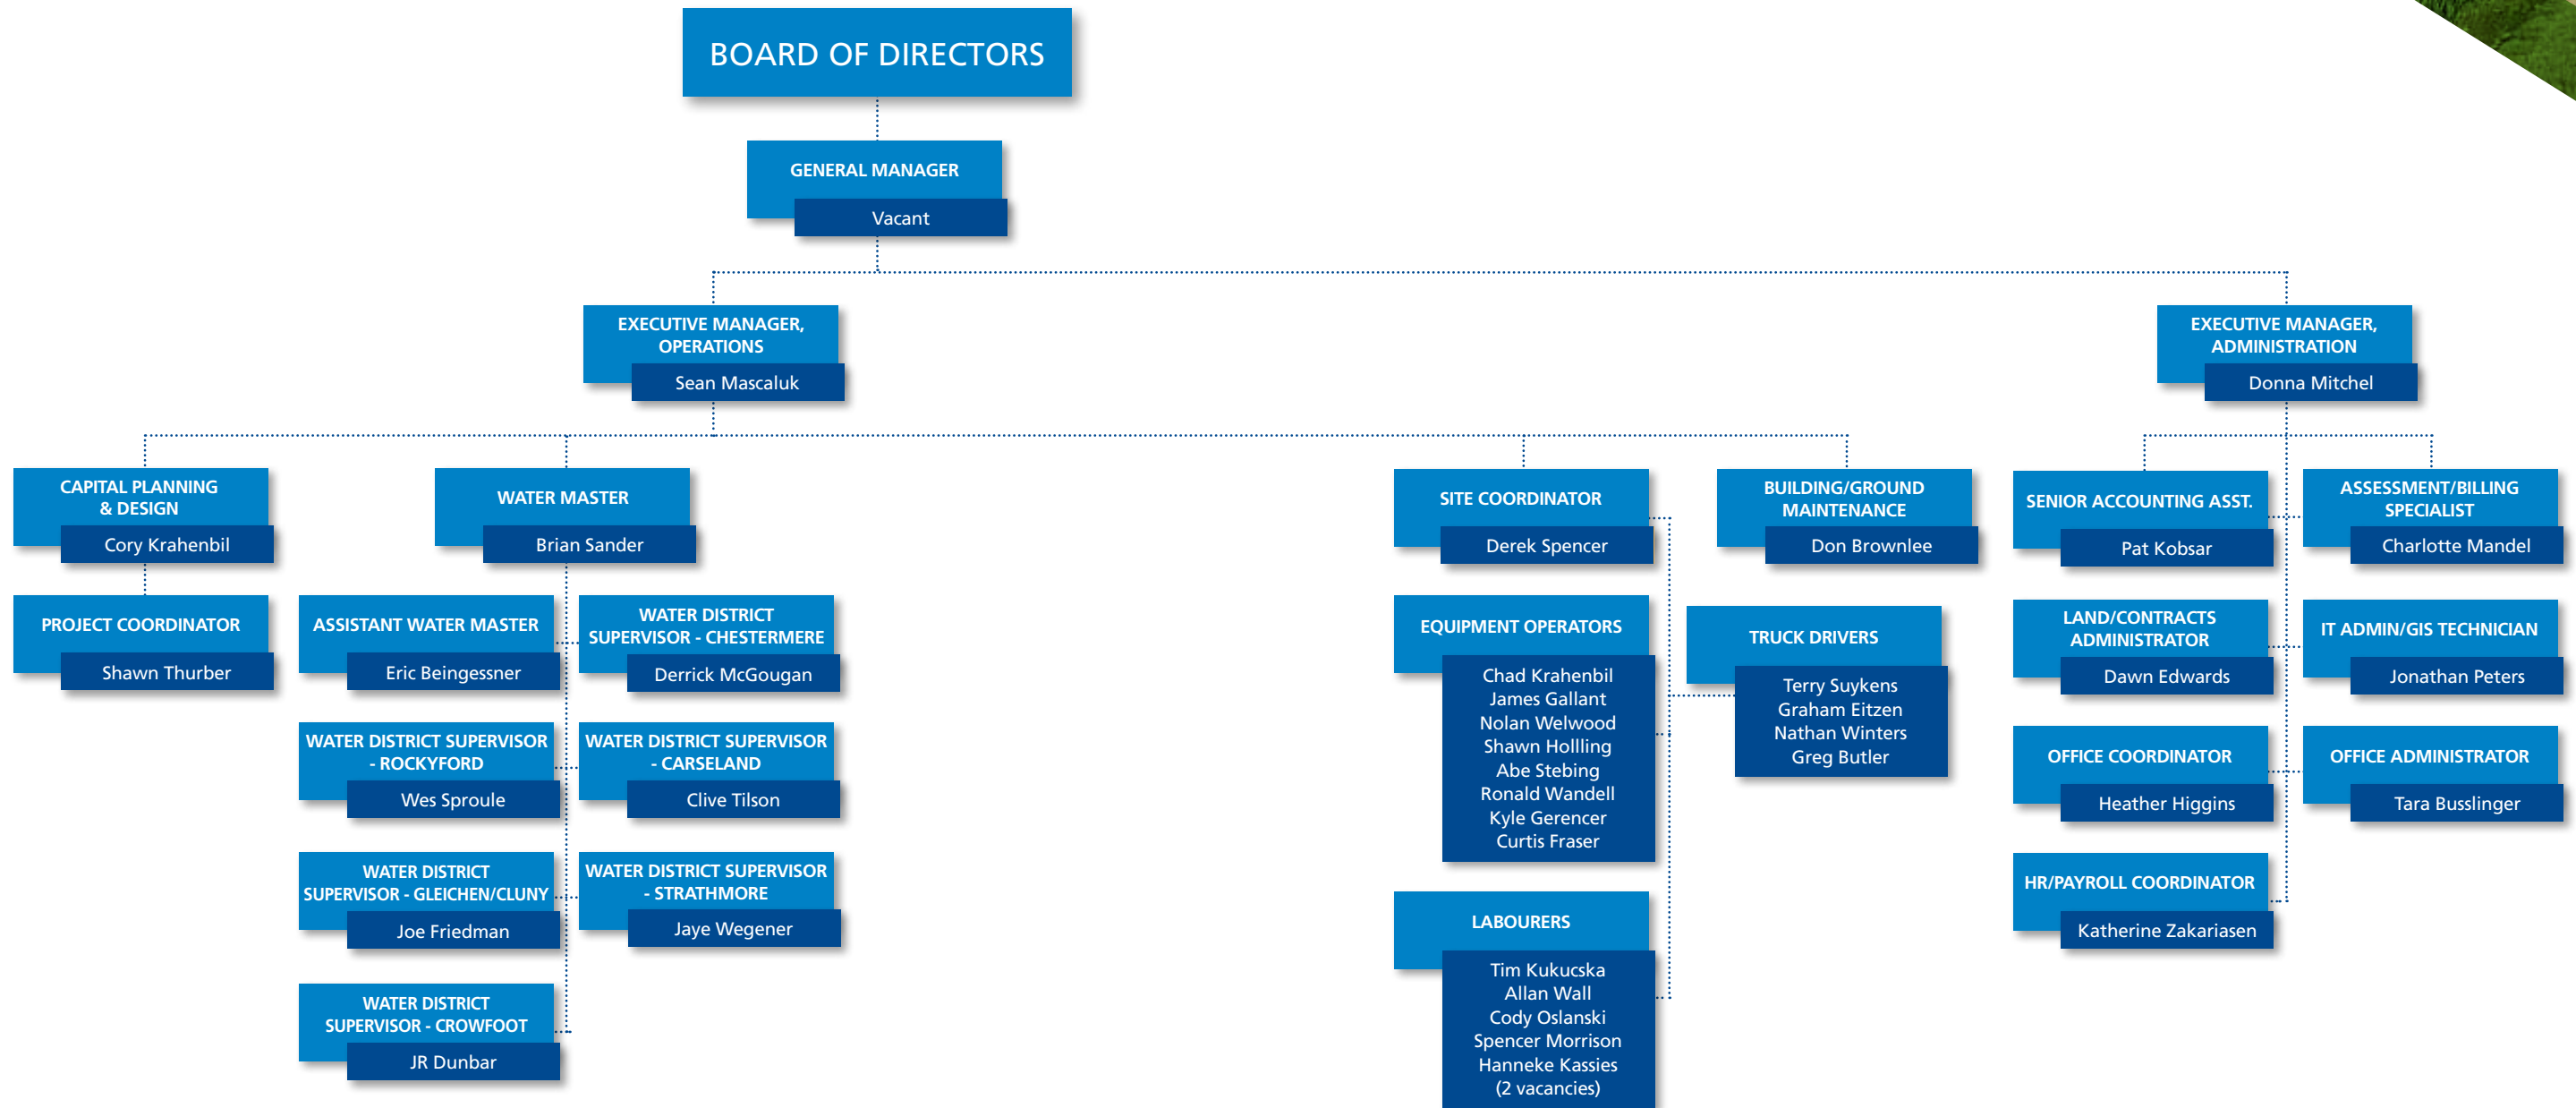 BOARD OF DIRECTORS
GENERAL MANAGER
Vacant
EXECUTIVE MANAGER,
OPERATIONS
Sean Mascaluk
EXECUTIVE MANAGER,
ADMINISTRATION
Donna Mitchel
CAPITAL PLANNING
& DESIGN
Cory Krahenbil
WATER MASTER
Brian Sander
SITE COORDINATOR
Derek Spencer
BUILDING/GROUND
MAINTENANCE
Don Brownlee
SENIOR ACCOUNTING ASST.
Pat Kobsar
ASSESSMENT/BILLING
SPECIALIST
Charlotte Mandel
PROJECT COORDINATOR
Shawn Thurber
ASSISTANT WATER MASTER
Eric Beingessner
WATER DISTRICT
SUPERVISOR - CHESTERMERE
Derrick McGougan
EQUIPMENT OPERATORS
Chad Krahenbil
James Gallant
Nolan Welwood
Shawn Hollling
Abe Stebing
Ronald Wandell
Kyle Gerencer
Curtis Fraser
TRUCK DRIVERS
Terry Suykens
Graham Eitzen
Nathan Winters
Greg Butler
LAND/CONTRACTS
ADMINISTRATOR
Dawn Edwards
IT ADMIN/GIS TECHNICIAN
Jonathan Peters
WATER DISTRICT SUPERVISOR
- ROCKYFORD
Wes Sproule
WATER DISTRICT SUPERVISOR
- CARSELAND
Clive Tilson
OFFICE COORDINATOR
Heather Higgins
OFFICE ADMINISTRATOR
Tara Busslinger
WATER DISTRICT
SUPERVISOR - GLEICHEN/CLUNY
Joe Friedman
WATER DISTRICT SUPERVISOR
- STRATHMORE
Jaye Wegener
LABOURERS
Tim Kukucska
Allan Wall
Cody Oslanski
Spencer Morrison
Hanneke Kassies
(2 vacancies)
HR/PAYROLL COORDINATOR
Katherine Zakariasen
WATER DISTRICT
SUPERVISOR - CROWFOOT
JR Dunbar